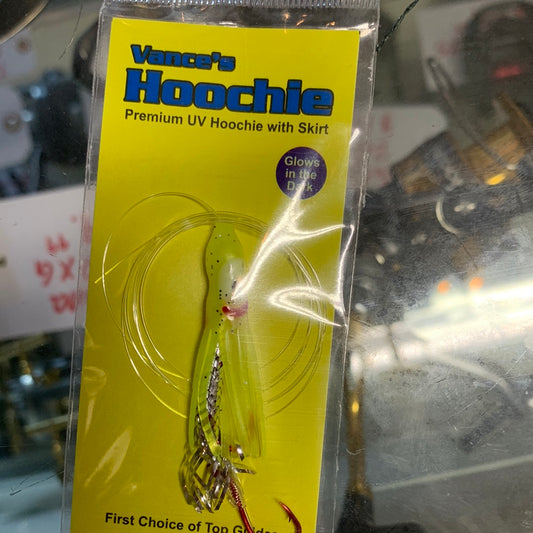 Vance's
Hoochie
Premium UV Hoochie with Skirt
Glows
in the
Dark
First Choice of Top Guides